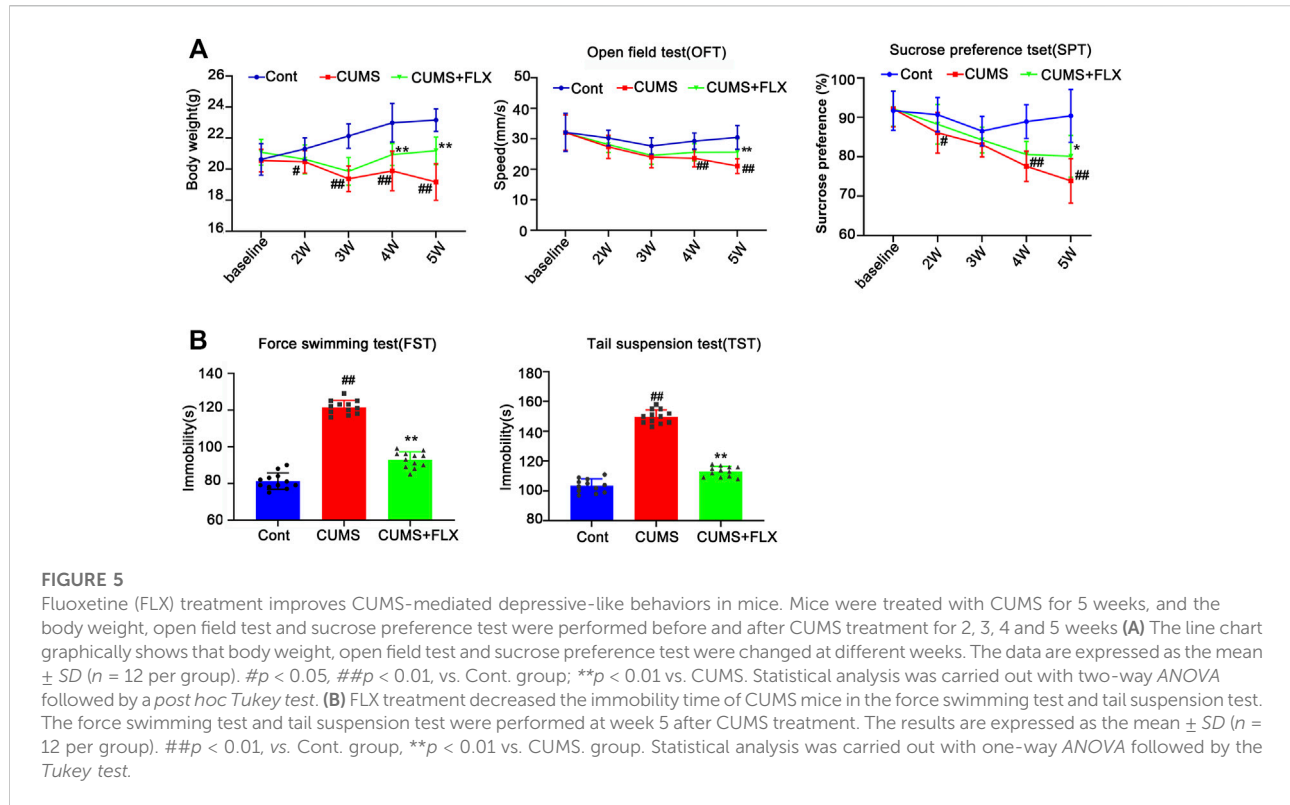 A
Open field test(OFT)
Sucrose preference tset(SPT)
Cont CUMS CUMS+FLX
Body weight(g)
26
24
22
20
18
16
# ## ## ## ** **
baseline 2W 3W 4W 5W
Cont CUMS CUMS+FLX
Speed(mm/s)
50
40
30
20
10
0
## ## **
baseline 2W 3W 4W 5W
Cont CUMS CUMS+FLX
Surcrose preference (%)
100
90
80
70
60
# ## ## *
baseline 2W 3W 4W 5W
B
Force swimming test(FST)
Immobility(s)
140
120
100
80
60
##
**
Cont CUMS CUMS+FLX
Tail suspension test(TST)
Immobility(s)
180
160
140
120
100
80
##
**
Cont CUMS CUMS+FLX
FIGURE 5
Fluoxetine (FLX) treatment improves CUMS-mediated depressive-like behaviors in mice. Mice were treated with CUMS for 5 weeks, and the
body weight, open field test and sucrose preference test were performed before and after CUMS treatment for 2, 3, 4 and 5 weeks (A) The line chart
graphically shows that body weight, open field test and sucrose preference test were changed at different weeks. The data are expressed as the mean
± SD (n = 12 per group). #p < 0.05, ##p < 0.01, vs. Cont. group; **p < 0.01 vs. CUMS. Statistical analysis was carried out with two-way ANOVA
followed by a post hoc Tukey test. (B) FLX treatment decreased the immobility time of CUMS mice in the force swimming test and tail suspension test.
The force swimming test and tail suspension test were performed at week 5 after CUMS treatment. The results are expressed as the mean ± SD (n =
12 per group). ##p < 0.01, vs. Cont. group, **p < 0.01 vs. CUMS. group. Statistical analysis was carried out with one-way ANOVA followed by the
Tukey test.